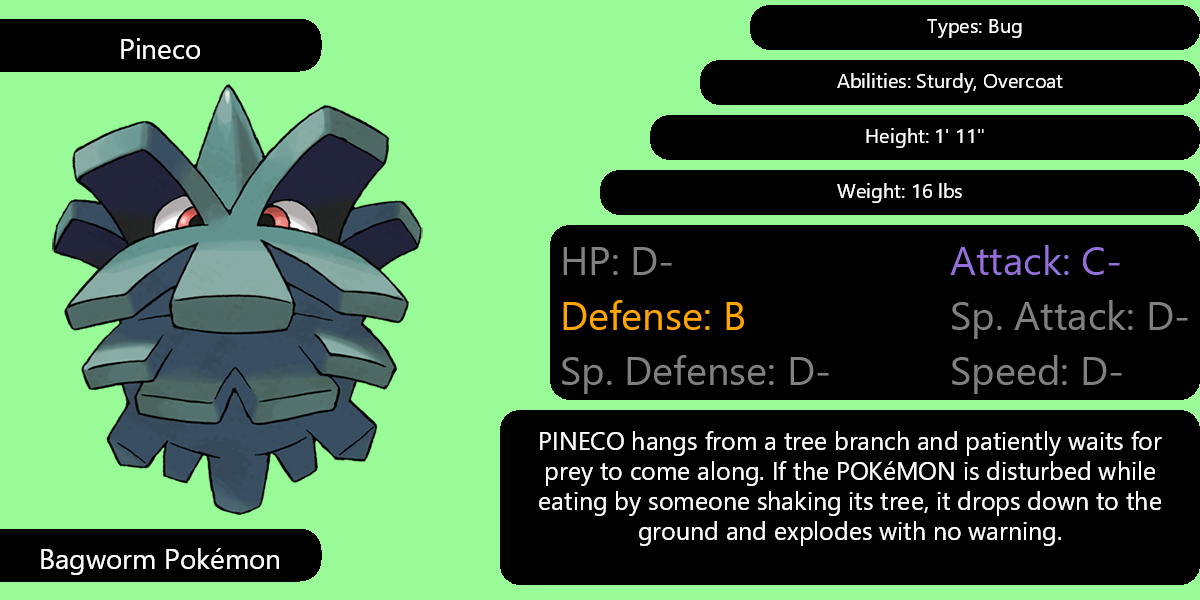 Pineco
Types: Bug
Abilities: Sturdy, Overcoat
Height: 1' 11"
Weight: 16 lbs
HP: D-
Attack: C-
Defense: B
Sp. Attack: D-
Sp. Defense: D-
Speed: D-
PINECO hangs from a tree branch and patiently waits for
prey to come along. If the POKéMON is disturbed while
eating by someone shaking its tree, it drops down to the
ground and explodes with no warning.
Bagworm Pokémon